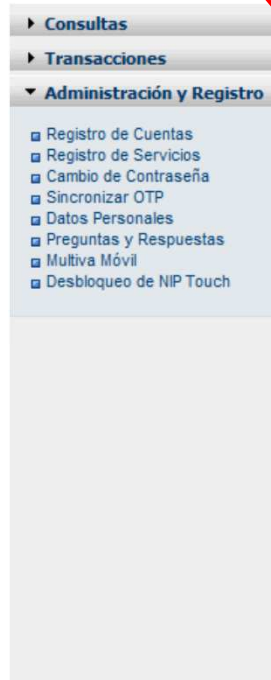 Consultas
Transacciones
Administración y Registro
Registro de Cuentas
Registro de Servicios
Cambio de Contraseña
Sincronizar OTP
Datos Personales
Preguntas y Respuestas
Multiva Móvil
Desbloqueo de NIP Touch